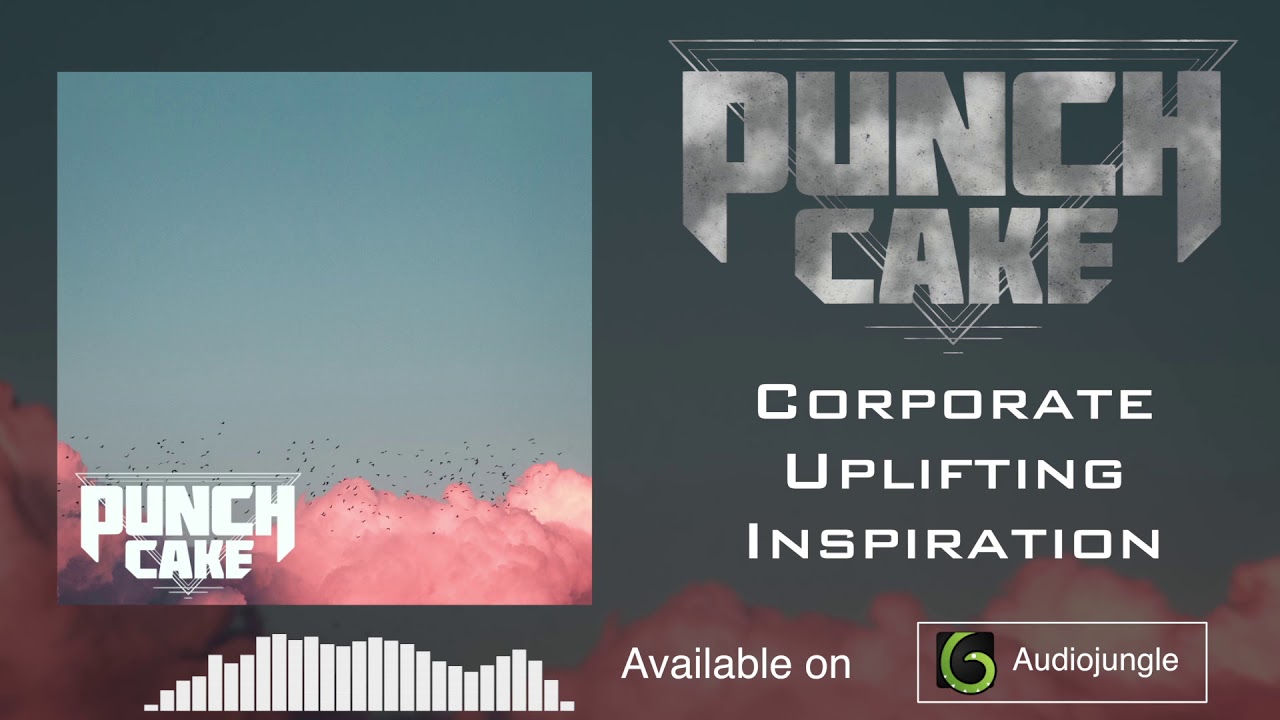 PUNCH
CAKE
PUNCH
CAKE
Corporate
Uplifting
Inspiration
Available on
Audiojungle